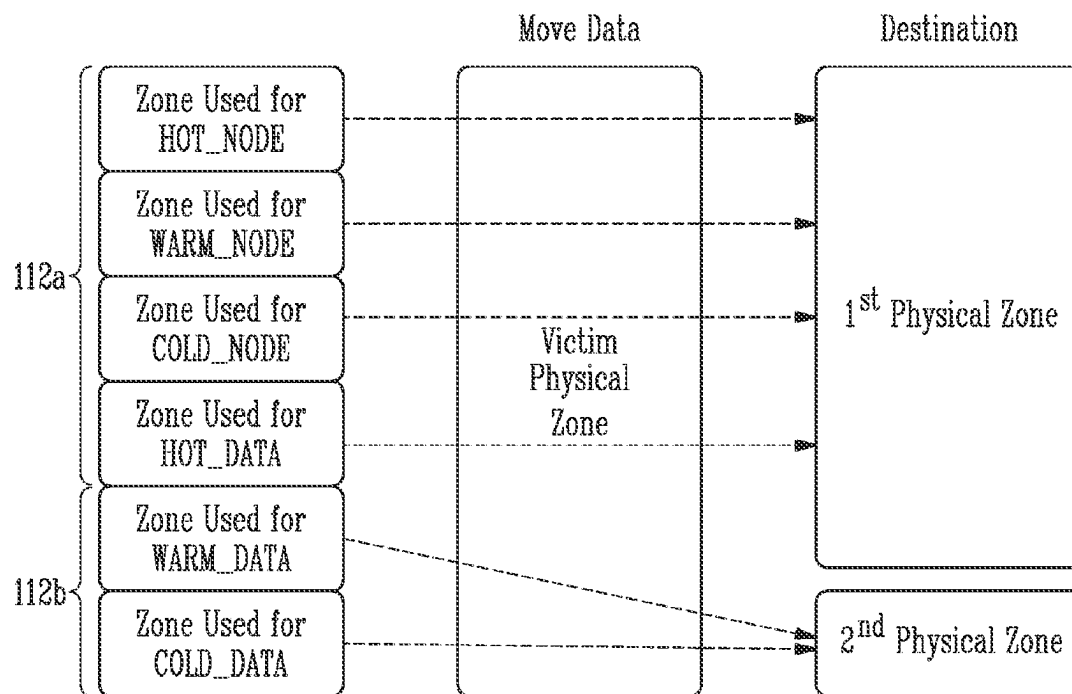 Move Data
Destination
Zone Used for
HOT_NODE
Zone Used for
WARM_NODE
112a
Zone Used for
COLD_NODE
Victim
Physical
Zone
1st Physical Zone
Zone Used for
HOT_DATA
Zone Used for
WARM_DATA
112b
Zone Used for
COLD_DATA
2nd Physical Zone